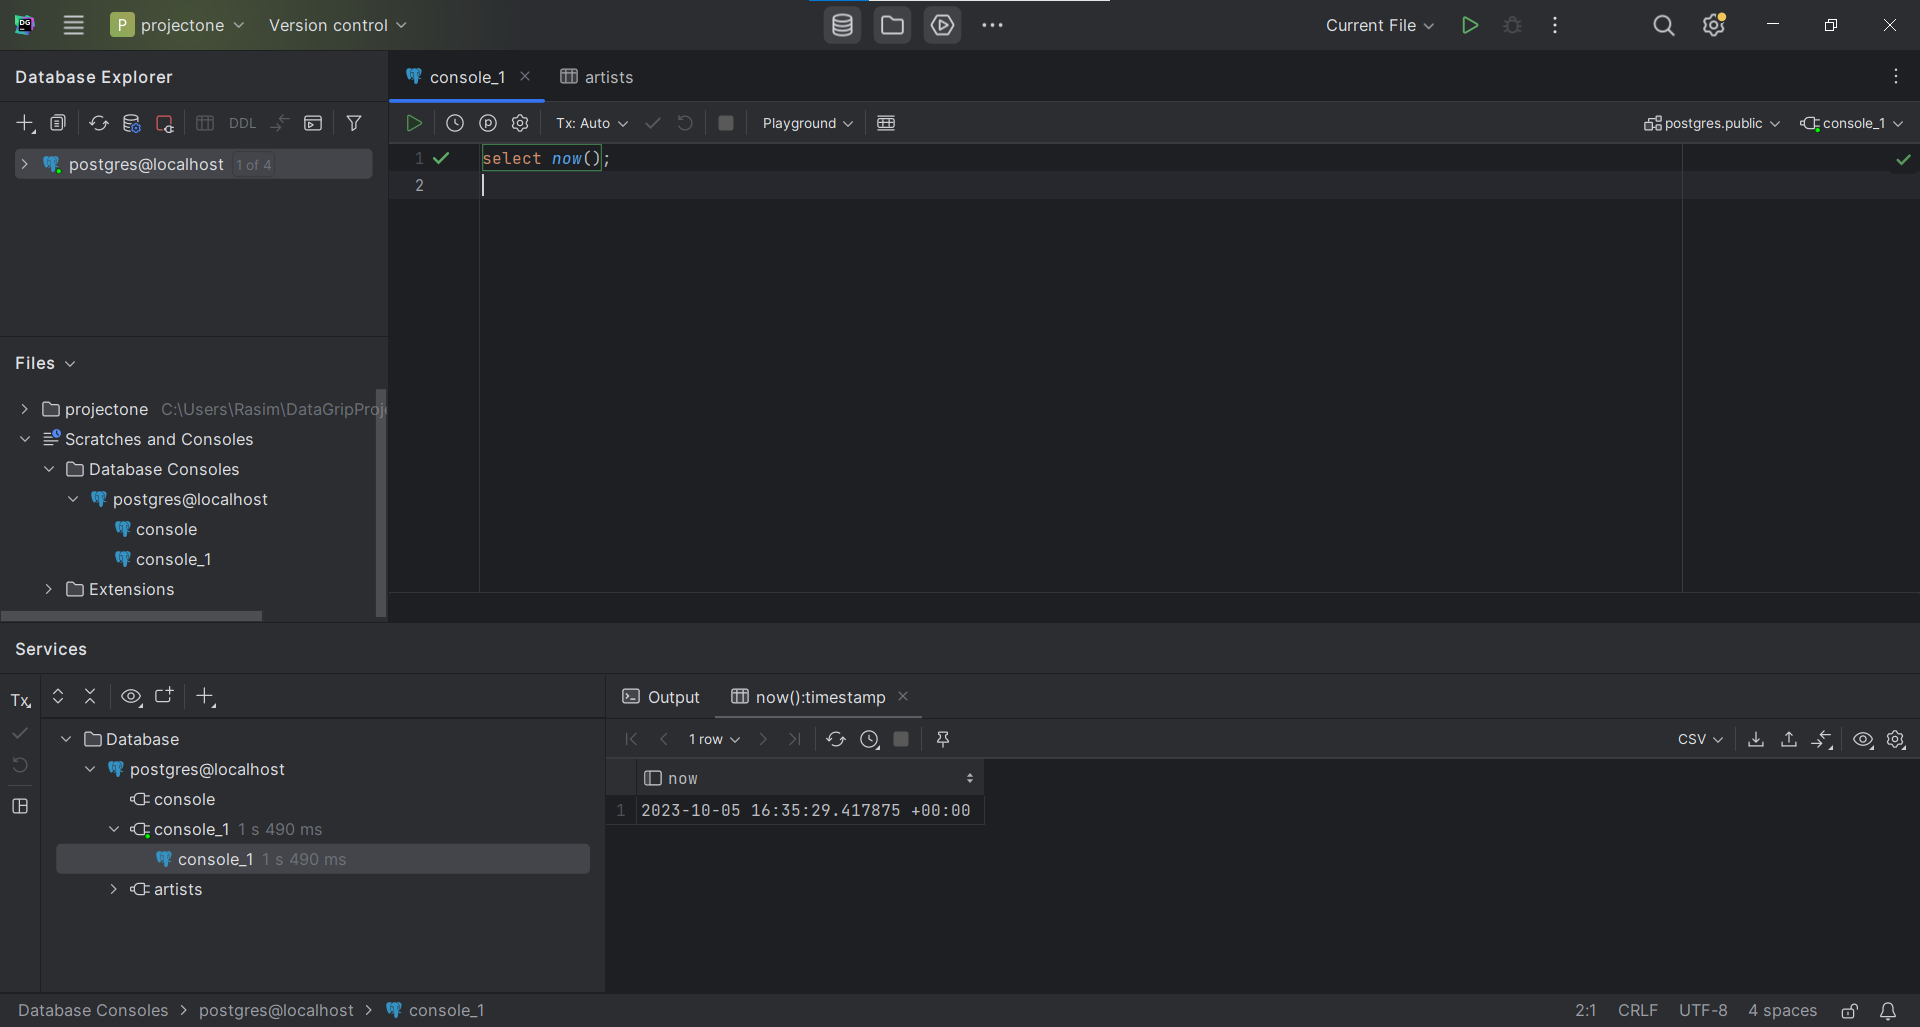 P projectone Version control Current File
Database Explorer
console_1 artists
DDL
Tx: Auto Playground postgres.public console_1
postgres@localhost 1 of 4
1 select now();
2
Files
projectone C:\Users\Rasim\DataGripProj
Scratches and Consoles
Database Consoles
postgres@localhost
console
console_1
Extensions
Services
Tx
Output now():timestamp
1 row CSV
Database
postgres@localhost
console
console_1 1 s 490 ms
console_1 1 s 490 ms
artists
now
1 2023-10-05 16:35:29.417875 +00:00
Database Consoles > postgres@localhost > console_1 2:1 CRLF UTF-8 4 spaces